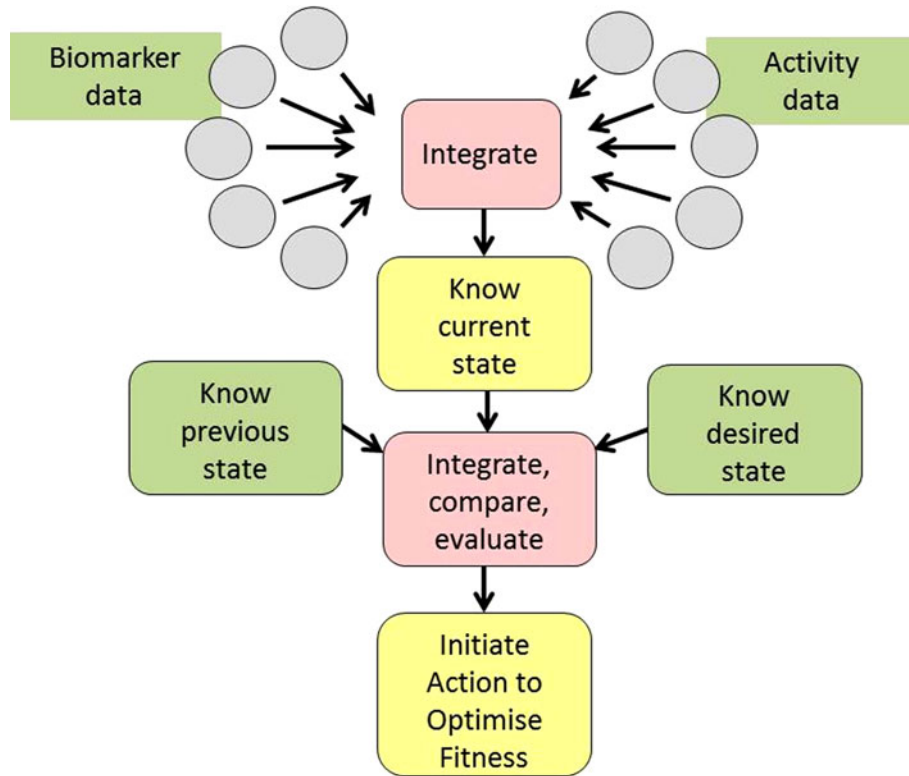 Biomarker
data
Activity
data
Integrate
Know
current
state
Know
previous
state
Know
desired
state
Integrate,
compare,
evaluate
Initiate
Action to
Optimise
Fitness